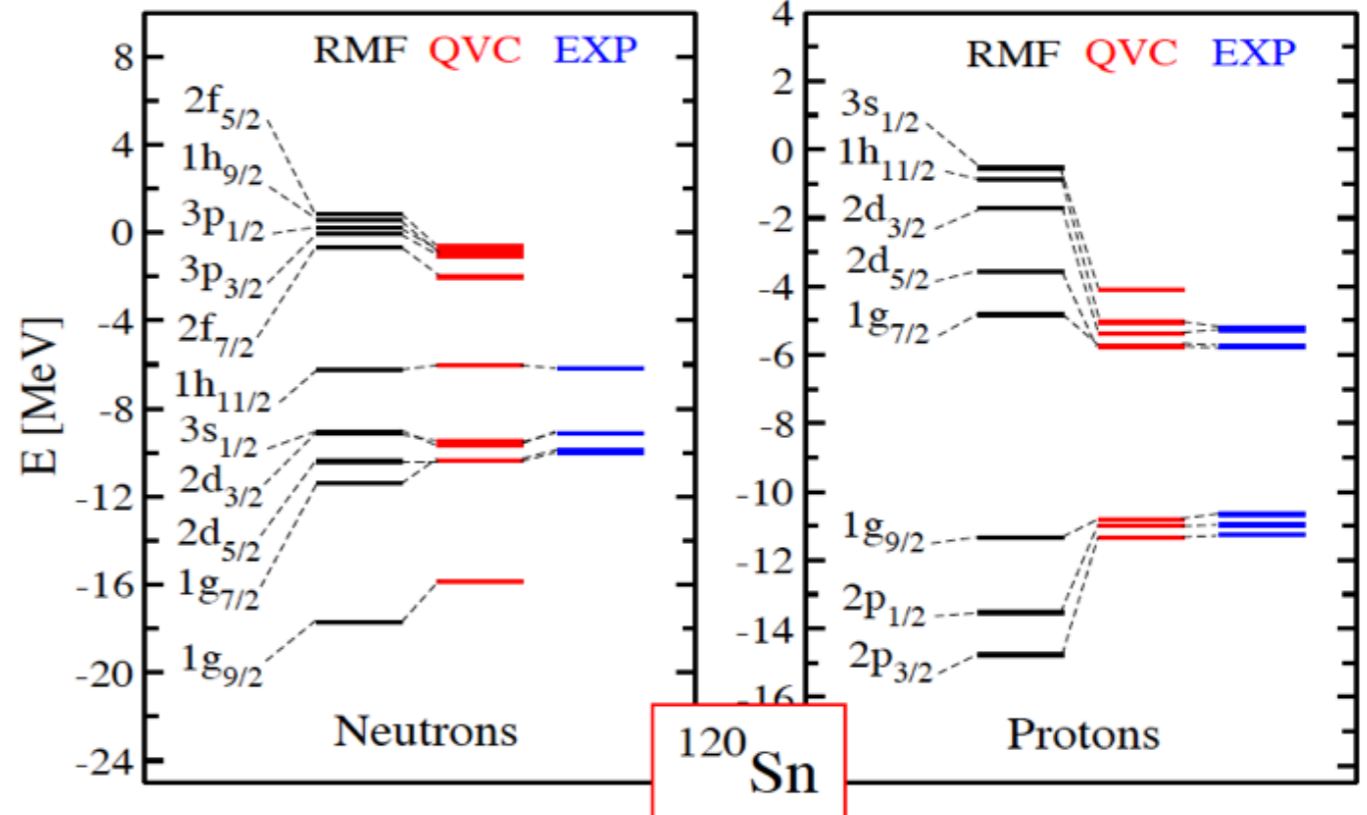 E [MeV]
8
4
0
-4
-8
-12
-16
-20
-24
RMF QVC EXP
2f5/2
1h9/2
3p1/2
3p3/2
2f7/2
1h11/2
3s1/2
2d3/2
2d5/2
1g7/2
1g9/2
Neutrons
4
2
0
-2
-4
-6
-8
-10
-12
-14
-16
RMF QVC EXP
3s1/2
1h11/2
2d3/2
2d5/2
1g7/2
1g9/2
2p1/2
2p3/2
Protons
120Sn